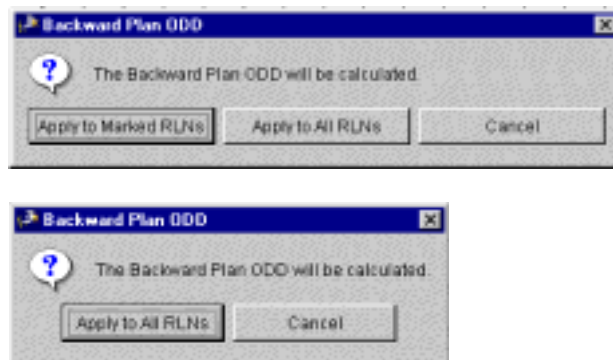 Backward Plan ODD
The Backward Plan ODD will be calculated.
Apply to Marked RLNs Apply to All RLNs Cancel
Backward Plan ODD
The Backward Plan ODD will be calculated.
Apply to All RLNs Cancel